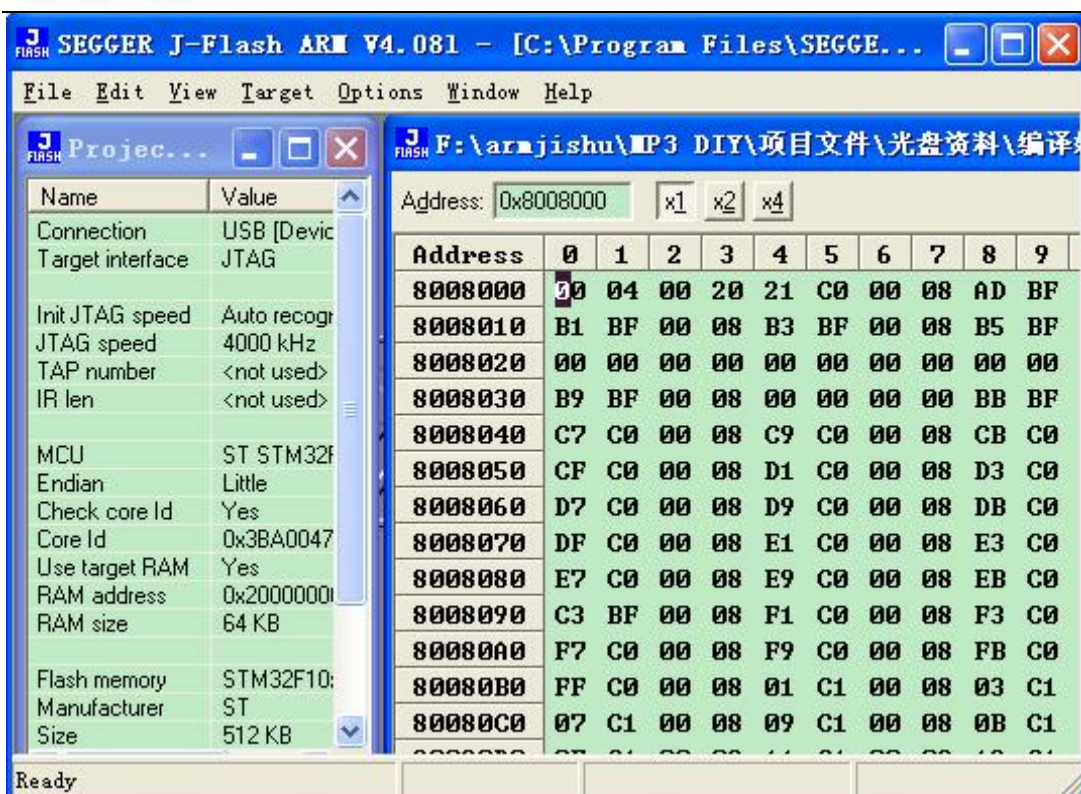 SEGGER J-Flash ARM V4.08l - [C:\Program Files\SEGGE...
File Edit View Target Options Window Help
Projec...
Name Value
Connection USB [Devic
Target interface JTAG
Init JTAG speed Auto recogr
JTAG speed 4000 kHz
TAP number <not used>
IR len <not used>
MCU ST STM32F
Endian Little
Check core Id Yes
Core Id 0x3BA0047
Use target RAM Yes
RAM address 0x2000000
RAM size 64 KB
Flash memory STM32F10
Manufacturer ST
Size 512 KB
F:\armjishu\MP3 DIY\项目文件\光盘资料\编译
Address: 0x8008000 x1 x2 x4
Address 0 1 2 3 4 5 6 7 8 9
8008000 00 04 00 20 21 C0 00 08 AD BF
8008010 B1 BF 00 08 B3 BF 00 08 B5 BF
8008020 00 00 00 00 00 00 00 00 00 00
8008030 B9 BF 00 08 00 00 00 00 BB BF
8008040 C7 C0 00 08 C9 C0 00 08 CB C0
8008050 CF C0 00 08 D1 C0 00 08 D3 C0
8008060 D7 C0 00 08 D9 C0 00 08 DB C0
8008070 DF C0 00 08 E1 C0 00 08 E3 C0
8008080 E7 C0 00 08 E9 C0 00 08 EB C0
8008090 C3 BF 00 08 F1 C0 00 08 F3 C0
80080A0 F7 C0 00 08 F9 C0 00 08 FB C0
80080B0 FF C0 00 08 01 C1 00 08 03 C1
80080C0 07 C1 00 08 09 C1 00 08 0B C1
Ready